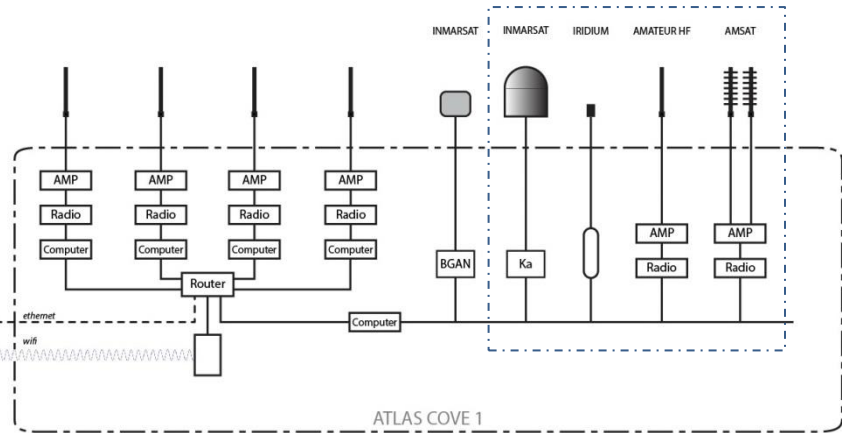 INMARSAT INMARSAT IRIDIUM AMATEUR HF AMSAT
AMP AMP AMP AMP
Radio Radio Radio Radio
Computer Computer Computer Computer
AMP AMP
BGAN Ka Radio Radio
Router
ethernet
Computer
wifi
ATLAS COVE 1